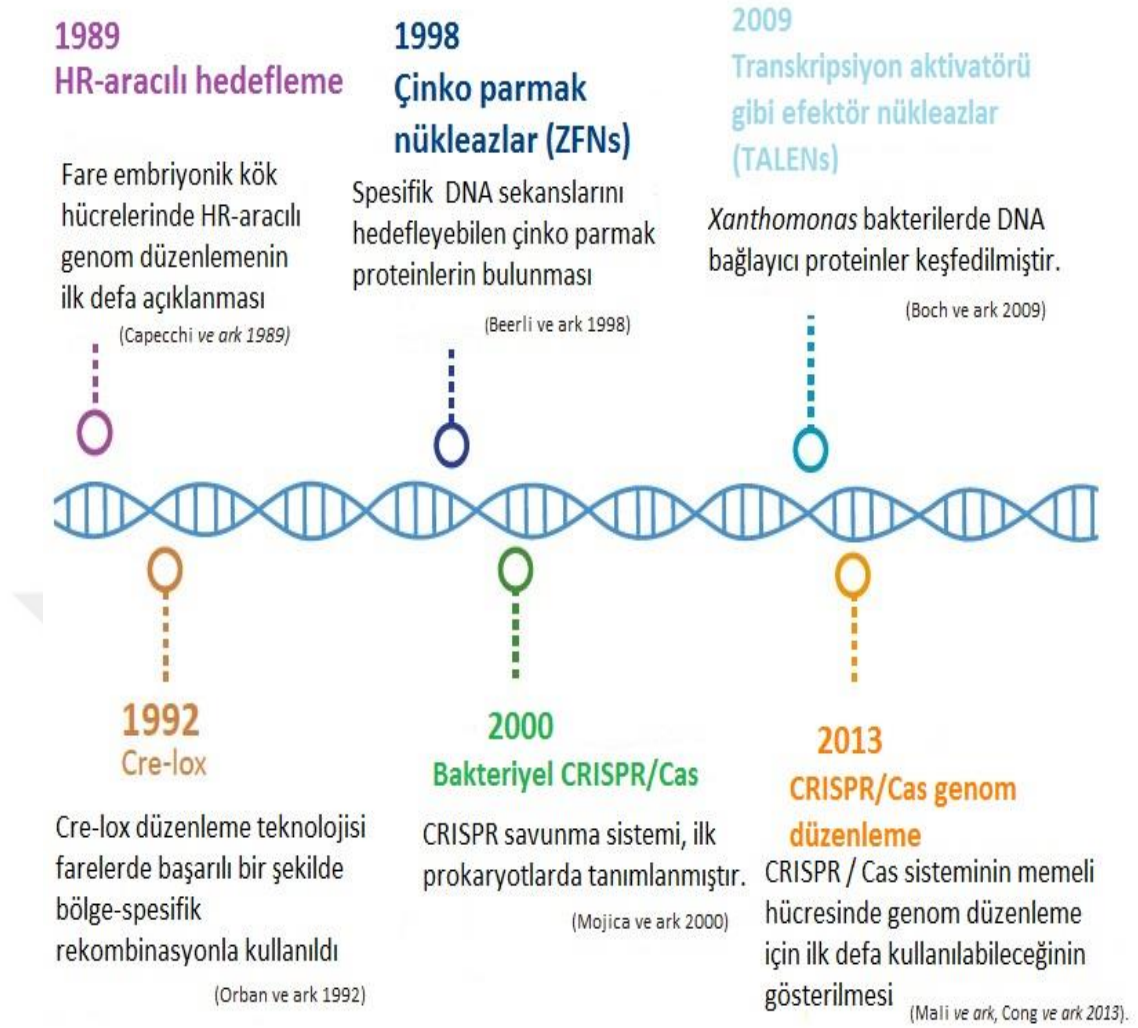 1989
HR-aracılı hedefleme
Fare embriyonik kök
hücrelerinde HR-aracılı
genom düzenlemenin
ilk defa açıklanması
(Capecchi ve ark 1989)
1998
Çinko parmak
nükleazlar (ZFNs)
Spesifik DNA sekanslarını
hedefleyebilen çinko parmak
proteinlerin bulunması
(Beerli ve ark 1998)
2009
Transkripsiyon aktivatörü
gibi efektör nükleazlar
(TALENs)
Xanthomonas bakterilerde DNA
bağlayıcı proteinler keşfedilmiştir.
(Boch ve ark 2009)
1992
Cre-lox
Cre-lox düzenleme teknolojisi
farelerde başarılı bir şekilde
bölge-spesifik
rekombinasyonla kullanıldı
(Orban ve ark 1992)
2000
Bakteriyel CRISPR/Cas
CRISPR savunma sistemi, ilk
prokaryotlarda tanımlanmıştır.
(Mojica ve ark 2000)
2013
CRISPR/Cas genom
düzenleme
CRISPR / Cas sisteminin memeli
hücresinde genom düzenleme
için ilk defa kullanılabileceğinin
gösterilmesi
(Mali ve ark, Cong ve ark 2013).